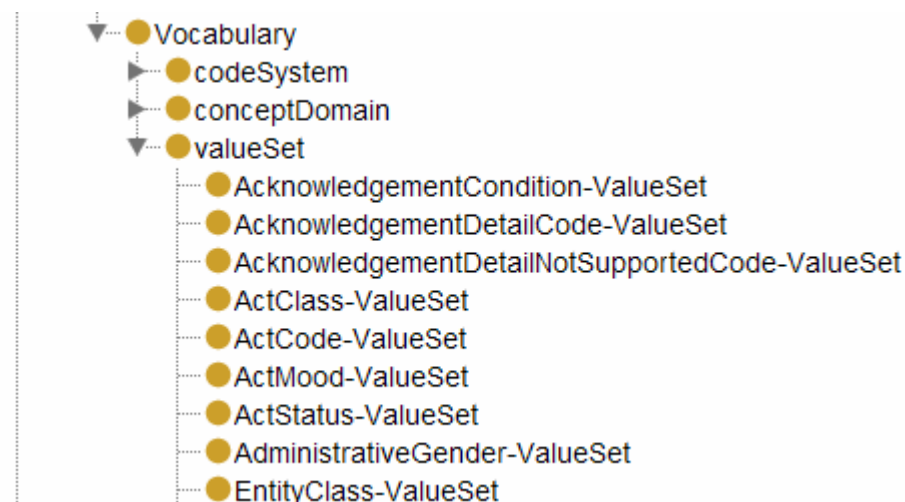 Vocabulary
codeSystem
conceptDomain
valueSet
AcknowledgementCondition-ValueSet
AcknowledgementDetailCode-ValueSet
AcknowledgementDetailNotSupportedCode-ValueSet
ActClass-ValueSet
ActCode-ValueSet
ActMood-ValueSet
ActStatus-ValueSet
AdministrativeGender-ValueSet
EntityClass-ValueSet